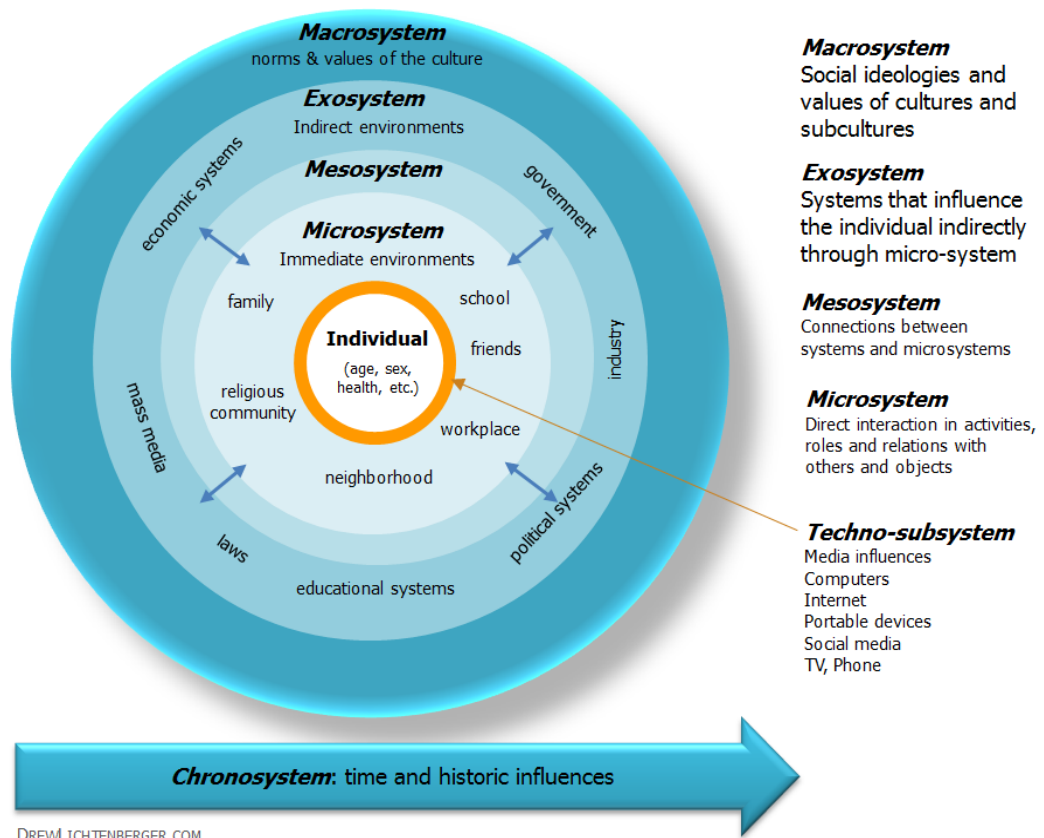 Macrosystem
norms & values of the culture
Exosystem
Indirect environments
Mesosystem
Microsystem
Immediate environments
economic systems
government
family
school
Individual
(age, sex,
health, etc.)
friends
industry
religious
community
mass media
workplace
neighborhood
political systems
laws
educational systems
Macrosystem
Social ideologies and
values of cultures and
subcultures
Exosystem
Systems that influence
the individual indirectly
through micro-system
Mesosystem
Connections between
systems and microsystems
Microsystem
Direct interaction in activities,
roles and relations with
others and objects
Techno-subsystem
Media influences
Computers
Internet
Portable devices
Social media
TV, Phone
Chronosystem: time and historic influences
DREWLICHTENBERGER.COM